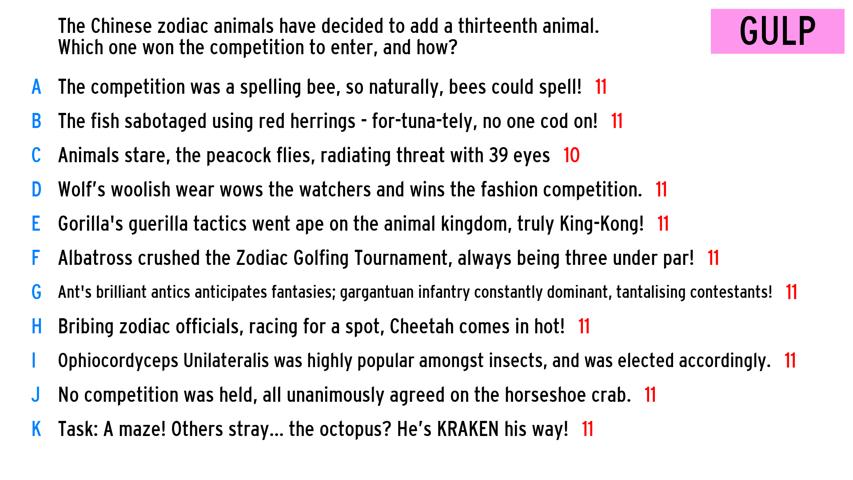 The Chinese zodiac animals have decided to add a thirteenth animal.
Which one won the competition to enter, and how?
GULP
A The competition was a spelling bee, so naturally, bees could spell! 11
B The fish sabotaged using red herrings - for-tuna-tely, no one cod on! 11
C Animals stare, the peacock flies, radiating threat with 39 eyes 10
D Wolf's woolish wear wows the watchers and wins the fashion competition. 11
E Gorilla's guerilla tactics went ape on the animal kingdom, truly King-Kong! 11
F Albatross crushed the Zodiac Golfing Tournament, always being three under par! 11
G Ant's brilliant antics anticipates fantasies; gargantuan infantry constantly dominant, tantalising contestants! 11
H Bribing zodiac officials, racing for a spot, Cheetah comes in hot! 11
I Ophiocordyceps Unilateralis was highly popular amongst insects, and was elected accordingly. 11
J No competition was held, all unanimously agreed on the horseshoe crab. 11
K Task: A maze! Others stray... the octopus? He's KRAKEN his way! 11